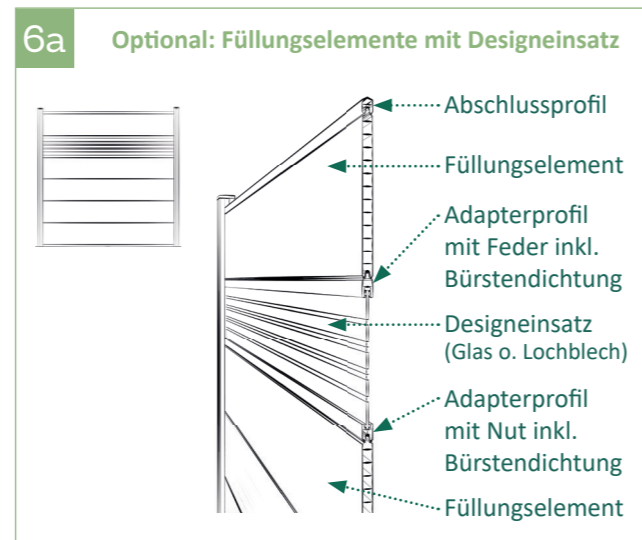 6a
Optional: Füllungselemente mit Designeinsatz
Abschlussprofil
Füllungselement
Adapterprofil
mit Feder inkl.
Bürstendichtung
Designeinsatz
(Glas o. Lochblech)
Adapterprofil
mit Nut inkl.
Bürstendichtung
Füllungselement